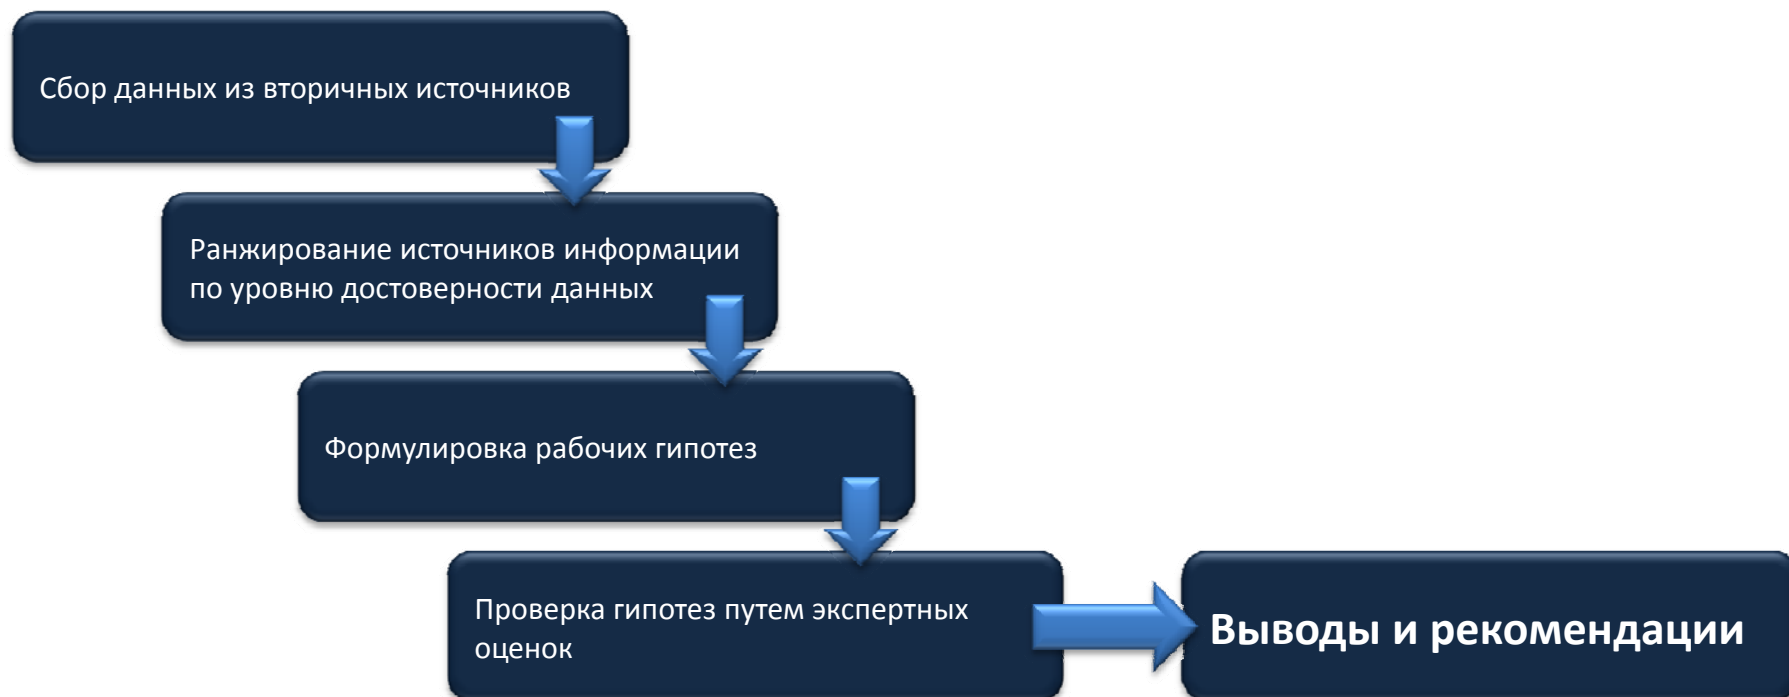 Сбор данных из вторичных источников
Ранжирование источников информации
по уровню достоверности данных
Формулировка рабочих гипотез
Проверка гипотез путем экспертных
оценок
Выводы и рекомендации